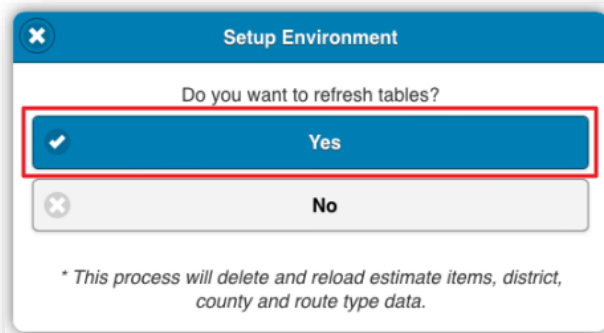 Setup Environment
Do you want to refresh tables?
Yes
No
* This process will delete and reload estimate items, district,
county and route type data.